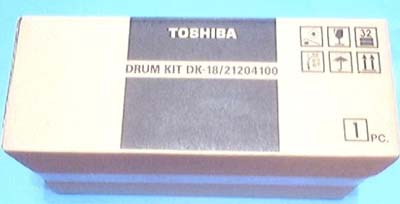 TOSHIBA
32
DRUM KIT DK-18/21204100
1 PC.